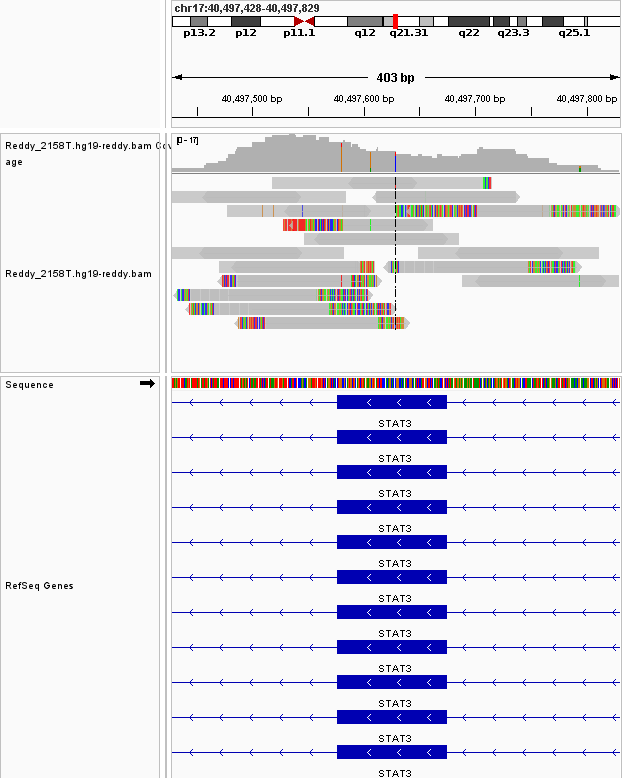 chr17:40,497,428-40,497,829
p13.2 p12 p11.1 q12 q21.31 q22 q23.3 q25.1
403 bp
40,497,500 bp 40,497,600 bp 40,497,700 bp 40,497,800 bp
Reddy_2158T.hg19-reddy.bam Cov
age
[0 - 17]
Reddy_2158T.hg19-reddy.bam
Sequence
STAT3
STAT3
STAT3
STAT3
STAT3
RefSeq Genes
STAT3
STAT3
STAT3
STAT3
STAT3
STAT3